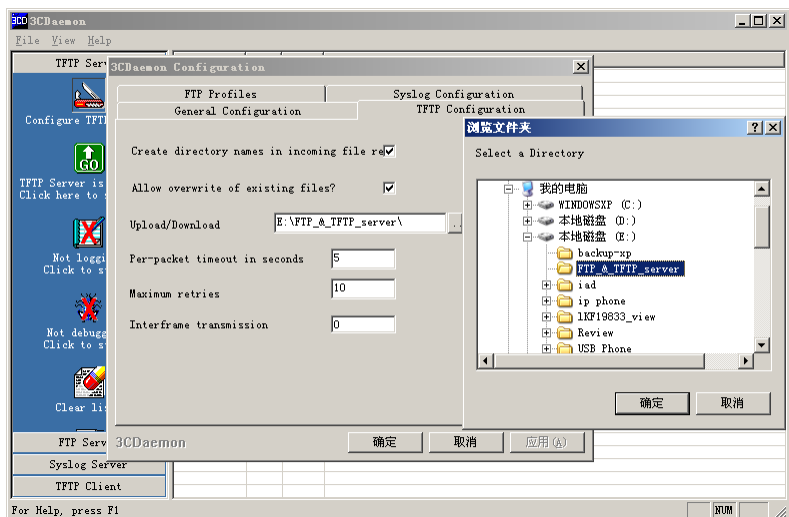 3CDaemon
File View Help
TFTP Serv
Configure TFTP
GO
TFTP Server is
Click here to s
Not loggi
Click to s
Not debugg
Click to s
Clear lis
FTP Serv
Syslog Server
TFTP Client
For Help, press F1
NUM
3CDaemon Configuration
FTP Profiles
Syslog Configuration
General Configuration
TFTP Configuration
Create directory names in incoming file re
Allow overwrite of existing files?
Upload/Download E:\FTP_&_TFTP_server\ ..
Per-packet timeout in seconds 5
Maximum retries 10
Interframe transmission 0
3CDaemon
确定 取消 应用(A)
浏览文件夹
Select a Directory
我的电脑
WINDOWSXP (C:)
本地磁盘 (D:)
本地磁盘 (E:)
backup-xp
FTP_&_TFTP_server
iad
ip phone
lKF19833_view
Review
USB Phone
确定 取消